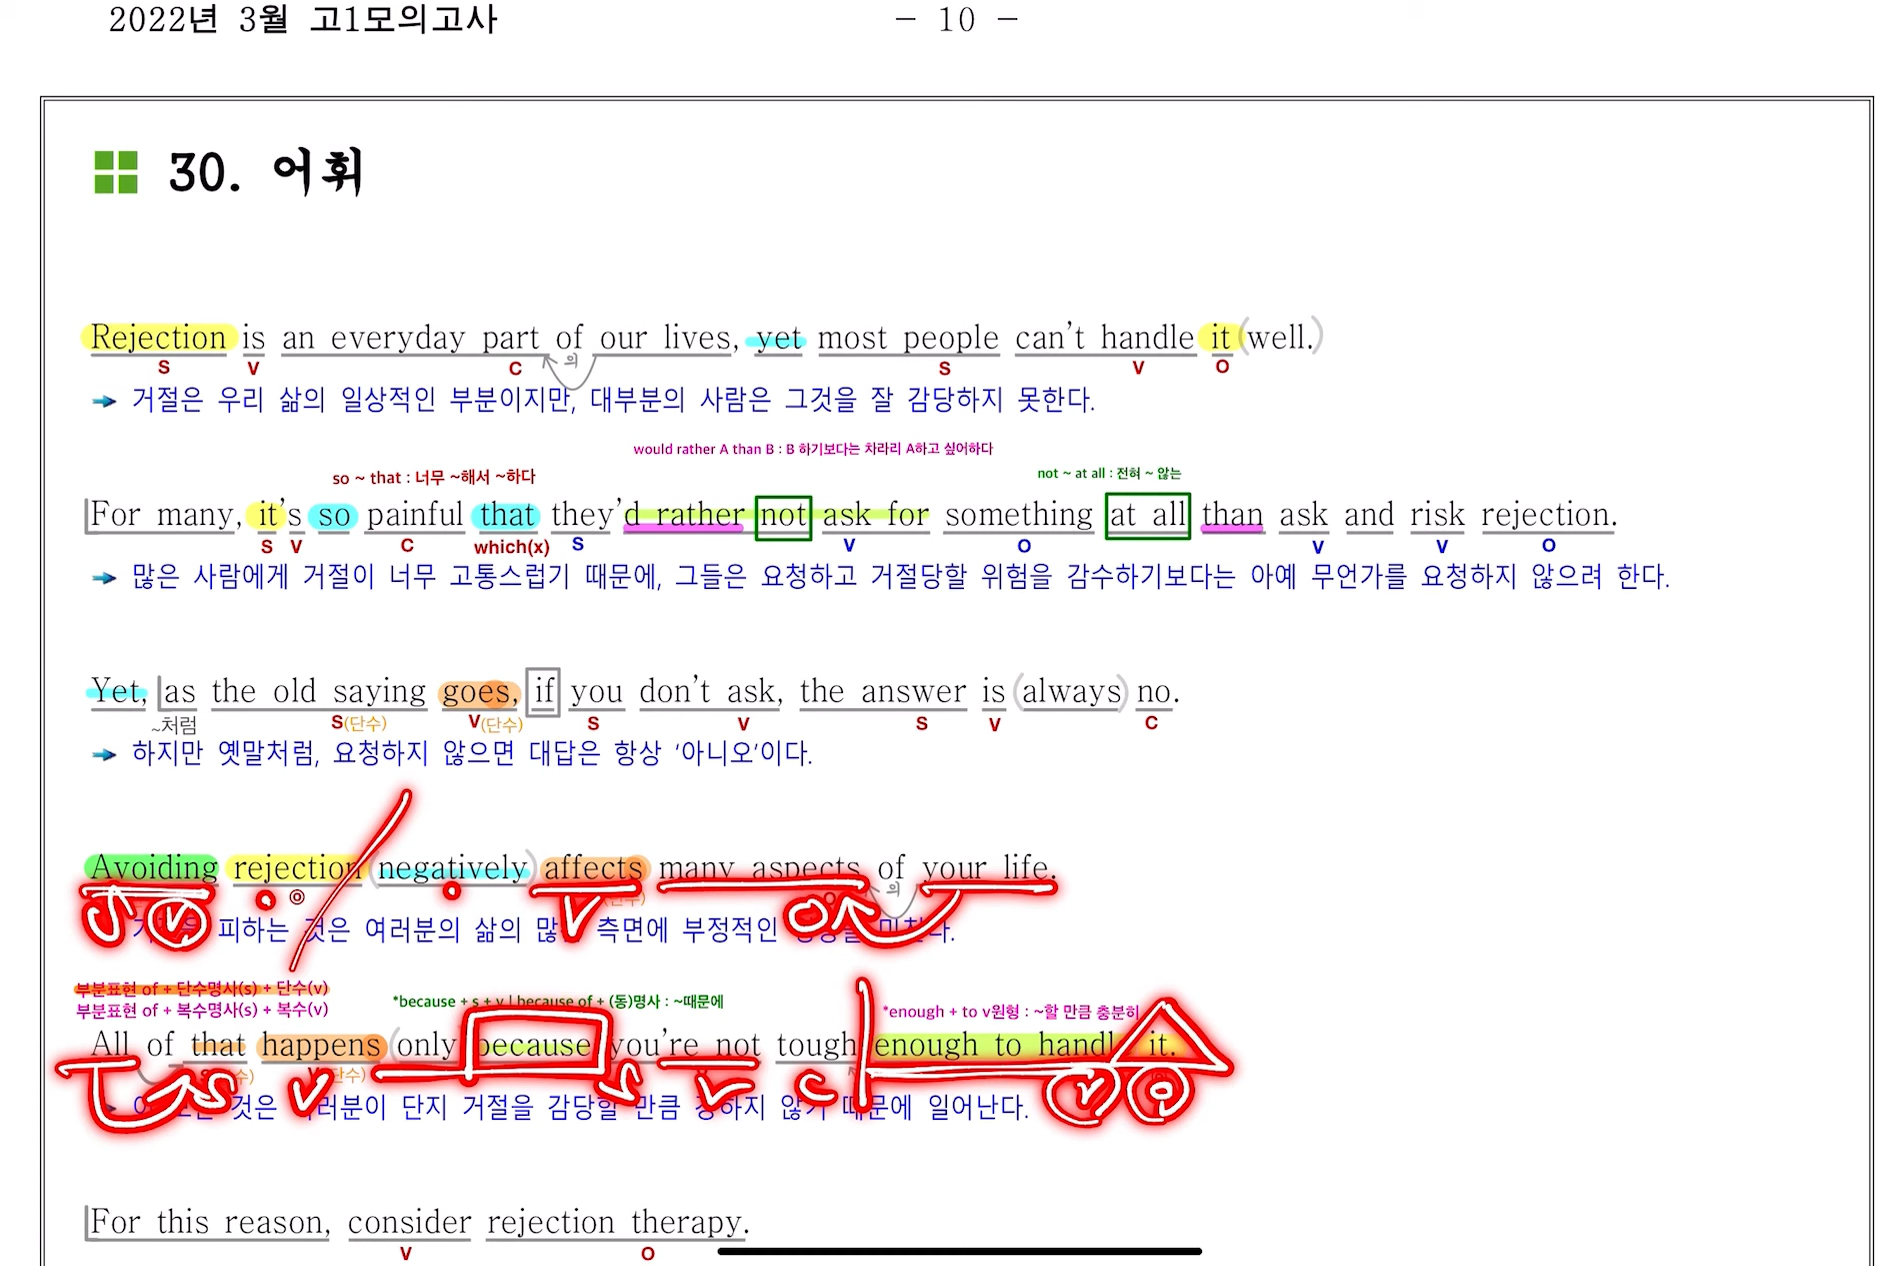 2022년 3월 고1모의고사 - 10 -
30. 어휘
Rejection is an everyday part of our lives, yet most people can't handle it (well.)
S V C 의 S V O
→ 거절은 우리 삶의 일상적인 부분이지만, 대부분의 사람은 그것을 잘 감당하지 못한다.
would rather A than B : B 하기보다는 차라리 A하고 싶어하다
so ~ that : 너무 ~해서 ~하다 not ~ at all : 전혀 ~ 않는
For many, it's so painful that they'd rather not ask for something at all than ask and risk rejection.
S V C which(x) S V O V V O
→ 많은 사람에게 거절이 너무 고통스럽기 때문에, 그들은 요청하고 거절당할 위험을 감수하기보다는 아예 무언가를 요청하지 않으려 한다.
Yet, as the old saying goes, if you don't ask, the answer is (always) no.
~처럼 S(단수) V(단수) S V S V C
→ 하지만 옛말처럼, 요청하지 않으면 대답은 항상 '아니오'이다.
Avoiding rejection (negatively) affects many aspects of your life.
S V O V O 의
피하는 것은 여러분의 삶의 측면에 부정적인
부분표현 of + 단수명사(s) + 단수(v)
부분표현 of + 복수명사(s) + 복수(v) *because + s + v | because of + (동)명사 : ~때문에 *enough + to v원형 : ~할 만큼 충분히
All of that happens (only because you're not tough enough to handl it.
S V S V C V O
것은 단지 거절을 감당할 만큼 않기 때문에 일어난다.
For this reason, consider rejection therapy.
V O